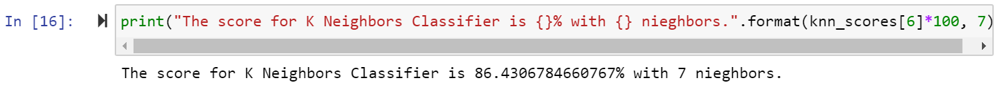 In [16]: print("The score for K Neighbors Classifier is {}% with {} nieghbors.".format(knn_scores[6]*100, 7)
The score for K Neighbors Classifier is 86.4306784660767% with 7 nieghbors.